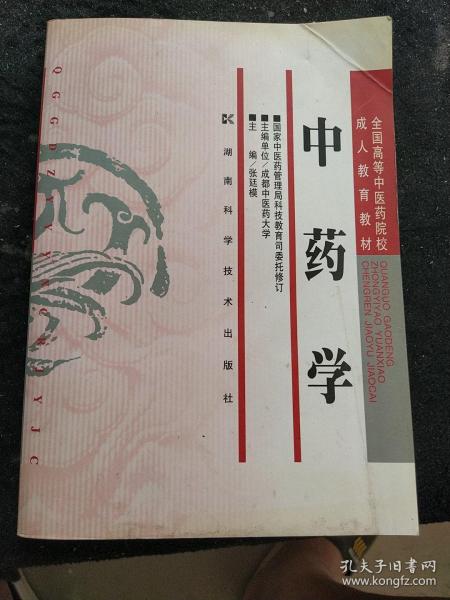 全国高等中医药院校
成人教育教材
QUANGUO GAODENG
ZHONGYIYAO YUANXIAO
CHENGREN JIAOYU JIAOCAI
中药学
■国家中医药管理局科技教育司委托修订
■主编单位/成都中医药大学
■主 编/张廷模
湖南科学技术出版社
孔夫子旧书网
www.kongfz.com